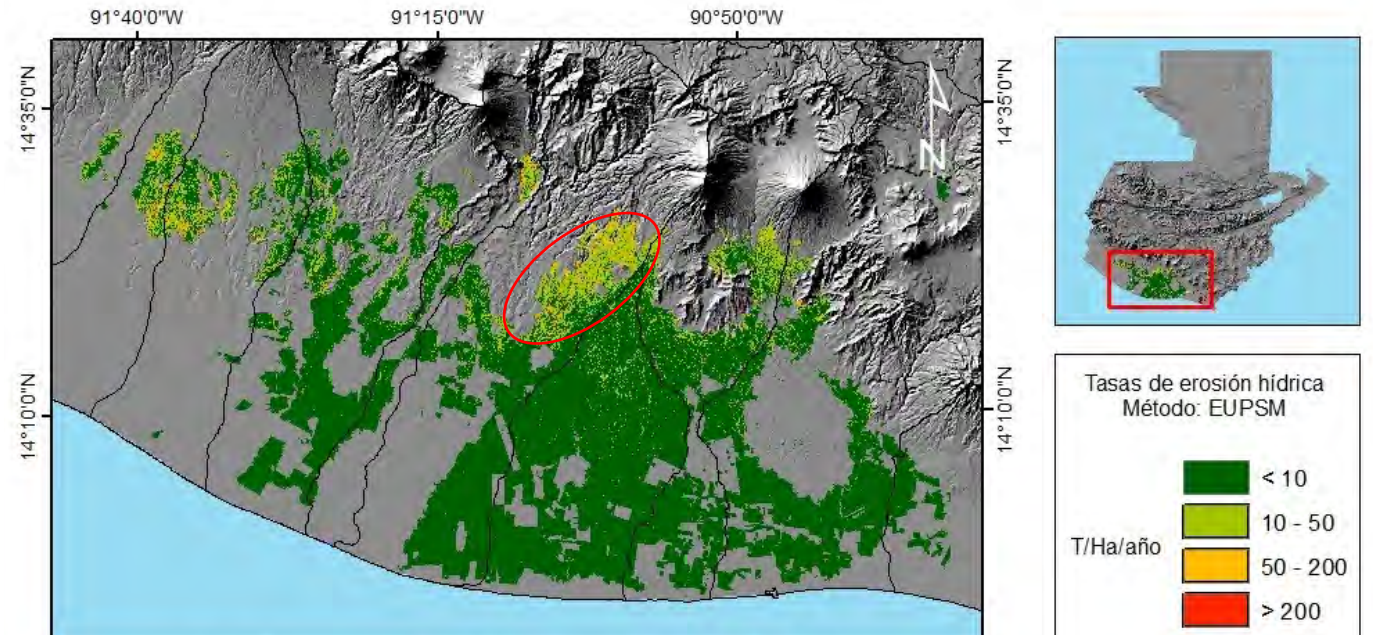 91°40'0"W 91°15'0"W 90°50'0"W
14°35'0"N
14°35'0"N
N
14°10'0"N
14°10'0"N
Tasas de erosión hídrica
Método: EUPSM
< 10
10 - 50
T/Ha/año
50 - 200
> 200